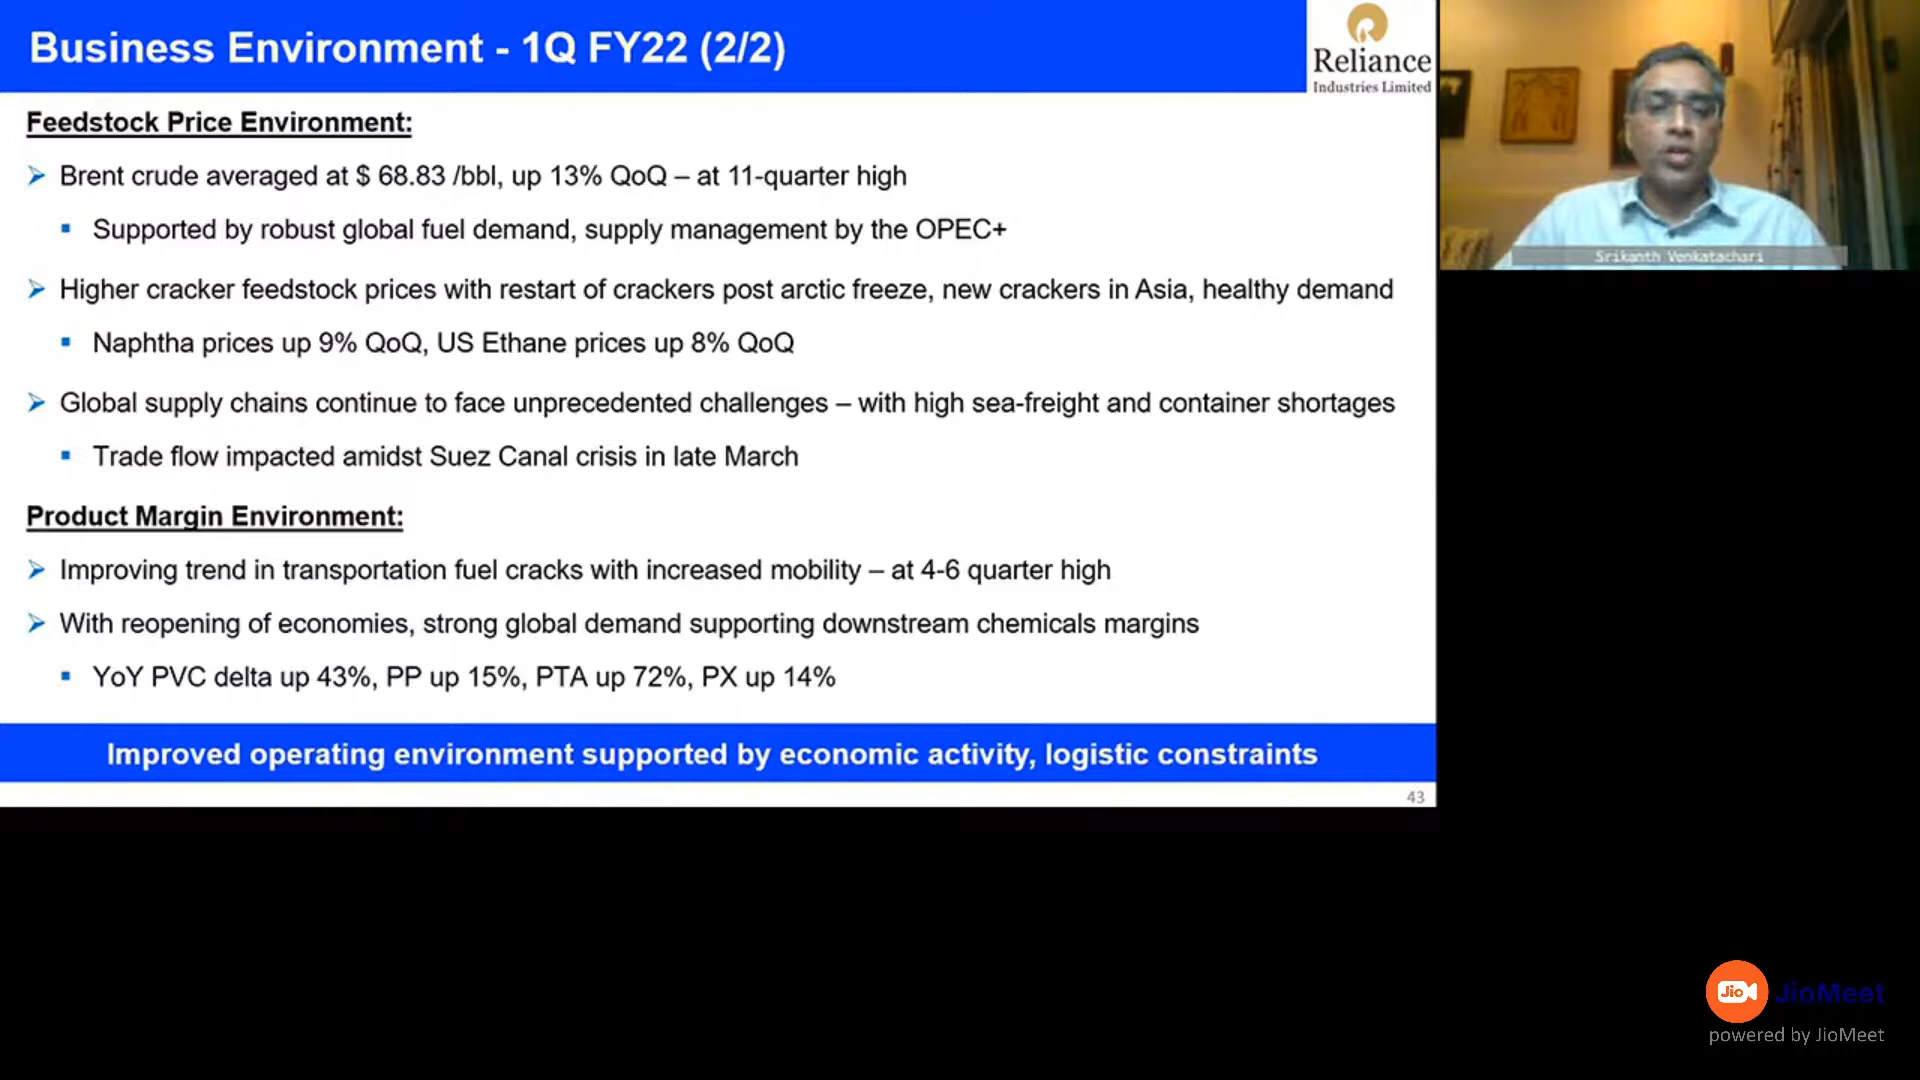 Business Environment - 1Q FY22 (2/2)
Reliance
Industries Limited
Feedstock Price Environment:
Brent crude averaged at $ 68.83 /bbl, up 13% QoQ – at 11-quarter high
Supported by robust global fuel demand, supply management by the OPEC+
Higher cracker feedstock prices with restart of crackers post arctic freeze, new crackers in Asia, healthy demand
Naphtha prices up 9% QoQ, US Ethane prices up 8% QoQ
Global supply chains continue to face unprecedented challenges – with high sea-freight and container shortages
Trade flow impacted amidst Suez Canal crisis in late March
Product Margin Environment:
Improving trend in transportation fuel cracks with increased mobility – at 4-6 quarter high
With reopening of economies, strong global demand supporting downstream chemicals margins
YoY PVC delta up 43%, PP up 15%, PTA up 72%, PX up 14%
Improved operating environment supported by economic activity, logistic constraints
43
Srikanth Venkatachari
Jio
JioMeet
powered by JioMeet